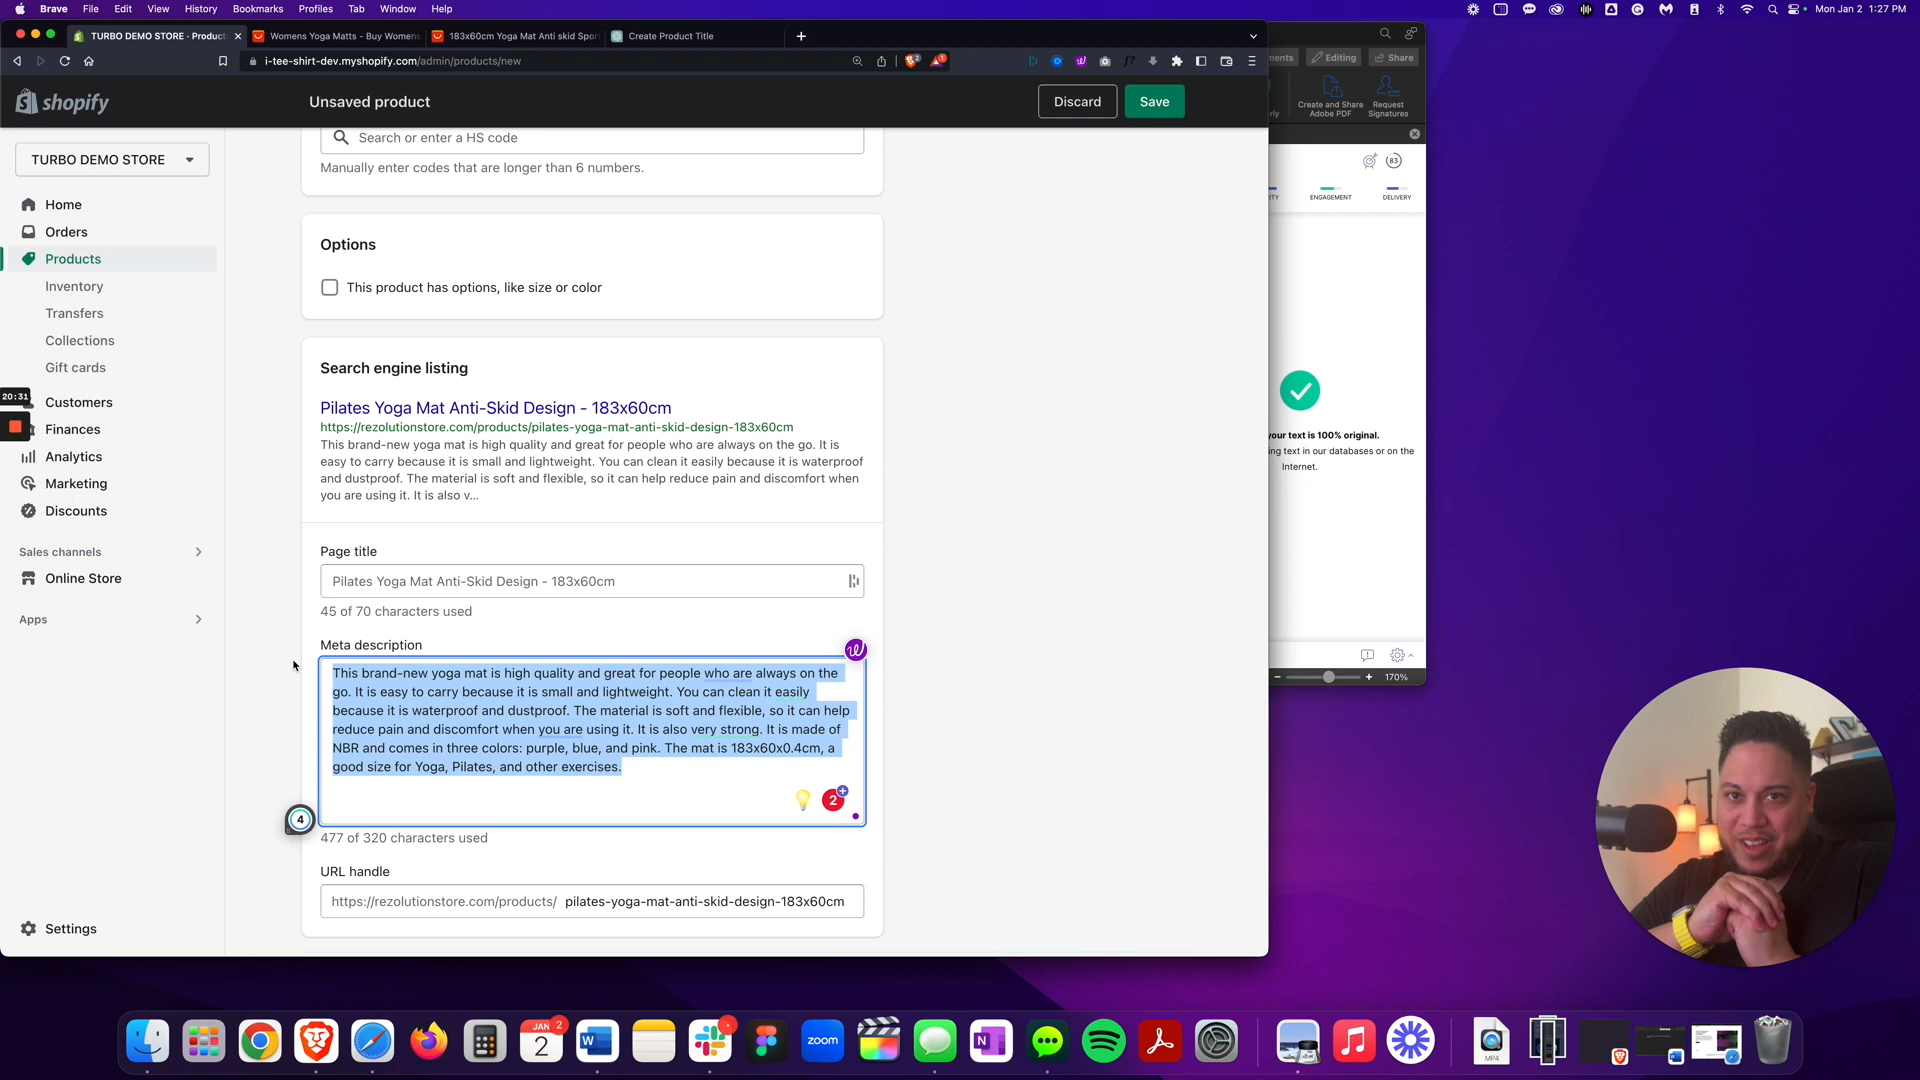 Brave File Edit View History Bookmarks Profiles Tab Window Help Mon Jan 2 1:27 PM
TURBO DEMO STORE · Product Womens Yoga Matts - Buy Womens 183x60cm Yoga Mat Anti skid Spor Create Product Title
i-tee-shirt-dev.myshopify.com/admin/products/new
shopify Unsaved product Discard Save
ments Editing Share
Create and Share Adobe PDF
Request Signatures
TURBO DEMO STORE
Home
Orders
Products
Inventory
Transfers
Collections
Gift cards
20:31
Customers
Finances
Analytics
Marketing
Discounts
Sales channels
Online Store
Apps
Settings
Search or enter a HS code
Manually enter codes that are longer than 6 numbers.
Options
This product has options, like size or color
Search engine listing
Pilates Yoga Mat Anti-Skid Design - 183x60cm
https://rezolutionstore.com/products/pilates-yoga-mat-anti-skid-design-183x60cm
This brand-new yoga mat is high quality and great for people who are always on the go. It is
easy to carry because it is small and lightweight. You can clean it easily because it is waterproof
and dustproof. The material is soft and flexible, so it can help reduce pain and discomfort when
you are using it. It is also v...
Page title
Pilates Yoga Mat Anti-Skid Design - 183x60cm
45 of 70 characters used
Meta description
This brand-new yoga mat is high quality and great for people who are always on the
go. It is easy to carry because it is small and lightweight. You can clean it easily
because it is waterproof and dustproof. The material is soft and flexible, so it can help
reduce pain and discomfort when you are using it. It is also very strong. It is made of
NBR and comes in three colors: purple, blue, and pink. The mat is 183x60x0.4cm, a
good size for Yoga, Pilates, and other exercises.
2
4
477 of 320 characters used
URL handle
https://rezolutionstore.com/products/ pilates-yoga-mat-anti-skid-design-183x60cm
83
ITY ENGAGEMENT DELIVERY
our text is 100% original.
ing text in our databases or on the
Internet.
170%
JAN 2
2
zoom
MP4